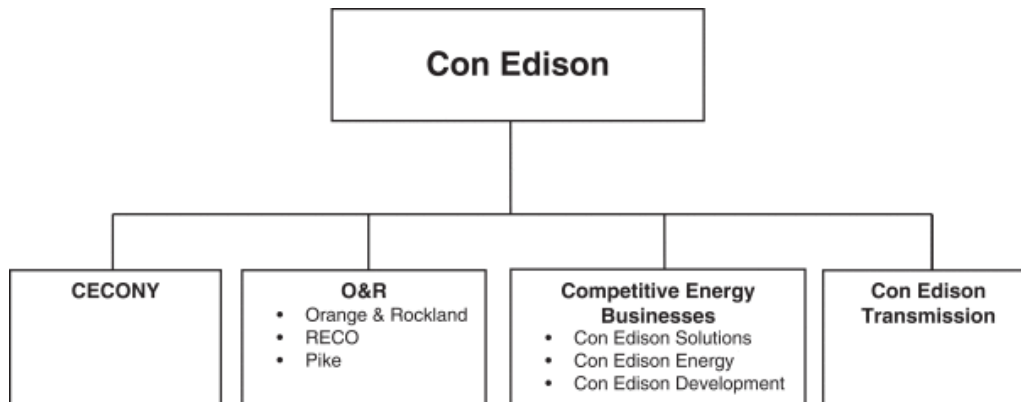 Con Edison
CECONY
O&R
• Orange & Rockland
• RECO
• Pike
Competitive Energy
Businesses
• Con Edison Solutions
• Con Edison Energy
• Con Edison Development
Con Edison
Transmission